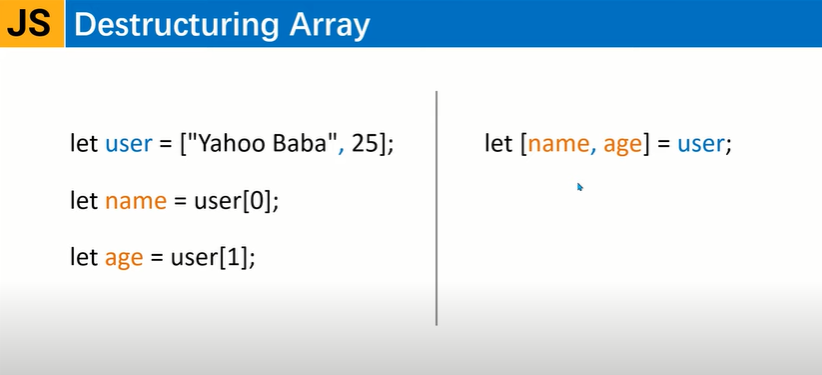 JS Destructuring Array
let user = ["Yahoo Baba", 25];
let name = user[0];
let age = user[1];
let [name, age] = user;